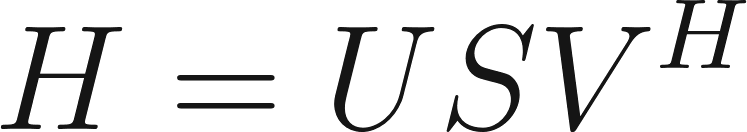 H = USV^H